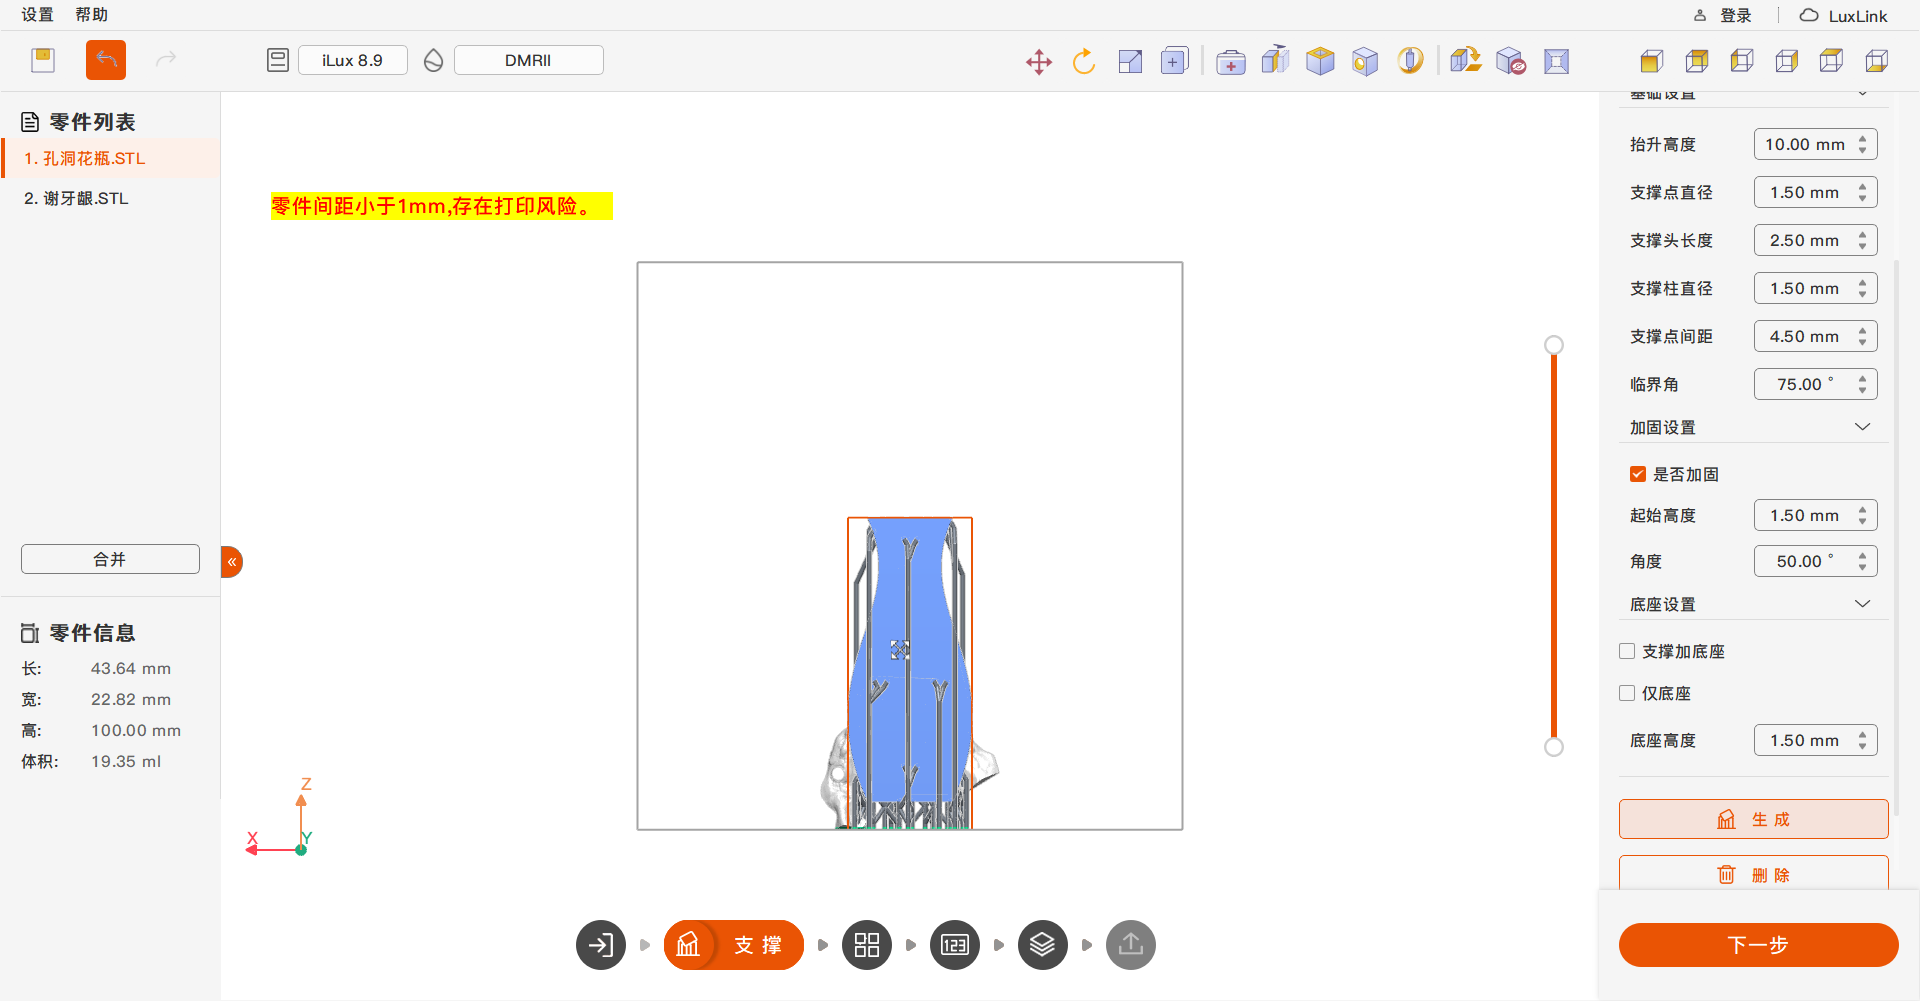 设置 帮助
登录 LuxLink
iLux 8.9 DMRII
零件列表
1. 孔洞花瓶.STL
2. 谢牙龈.STL
合并
零件信息
长: 43.64 mm
宽: 22.82 mm
高: 100.00 mm
体积: 19.35 ml
零件间距小于1mm,存在打印风险。
Z
X Y
支撑
123
基础设置
抬升高度 10.00 mm
支撑点直径 1.50 mm
支撑头长度 2.50 mm
支撑柱直径 1.50 mm
支撑点间距 4.50 mm
临界角 75.00 °
加固设置
是否加固
起始高度 1.50 mm
角度 50.00 °
底座设置
支撑加底座
仅底座
底座高度 1.50 mm
生成
删除
下一步